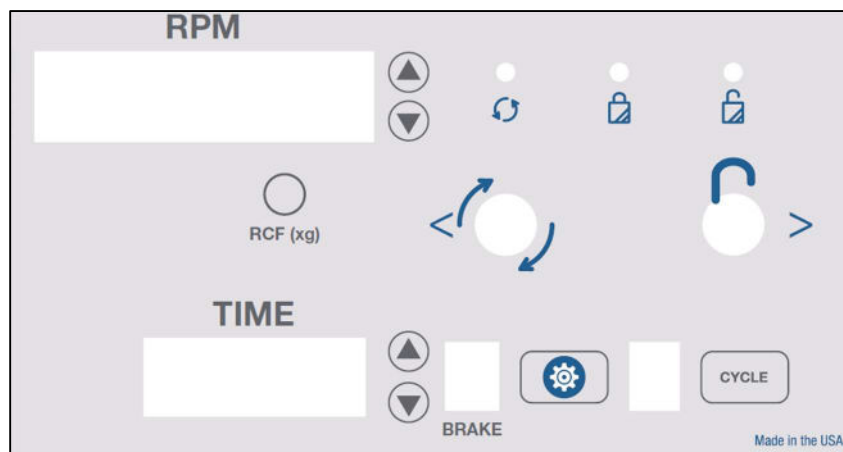 RPM
RCF (xg)
<
>
TIME
BRAKE
CYCLE
Made in the USA